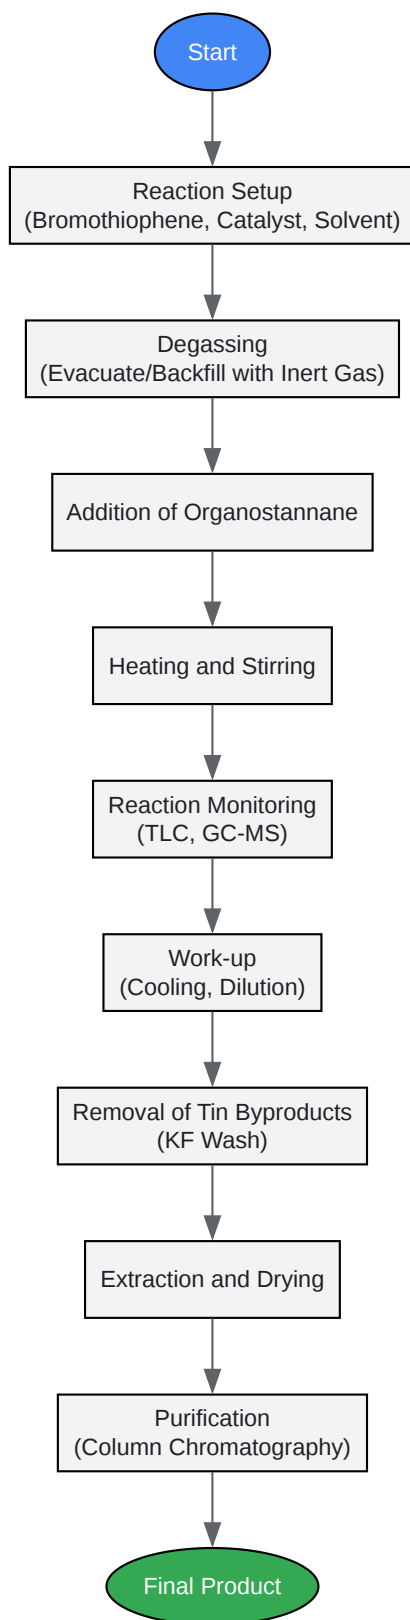 Start
Reaction Setup
(Bromothiophene, Catalyst, Solvent)
Degassing
(Evacuate/Backfill with Inert Gas)
Addition of Organostannane
Heating and Stirring
Reaction Monitoring
(TLC, GC-MS)
Work-up
(Cooling, Dilution)
Removal of Tin Byproducts
(KF Wash)
Extraction and Drying
Purification
(Column Chromatography)
Final Product